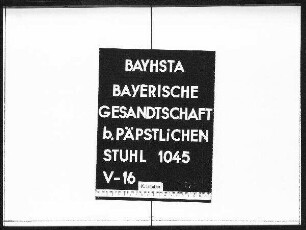 BAYHSTA
BAYERISCHE
GESANDTSCHAFT
b. PÄPSTLiCHEN
STUHL 1045
V-16